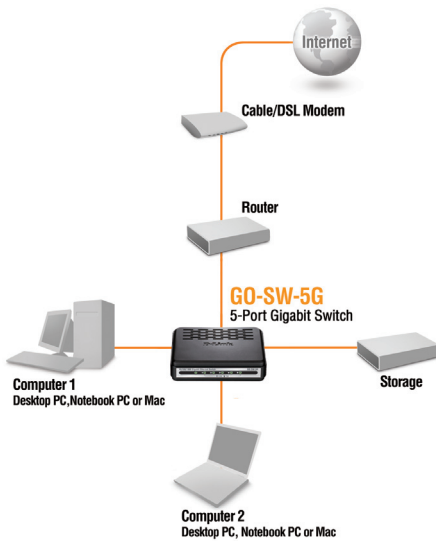 Internet
Cable/DSL Modem
Router
GO-SW-5G
5-Port Gigabit Switch
Computer 1
Desktop PC,Notebook PC or Mac
Storage
Computer 2
Desktop PC, Notebook PC or Mac